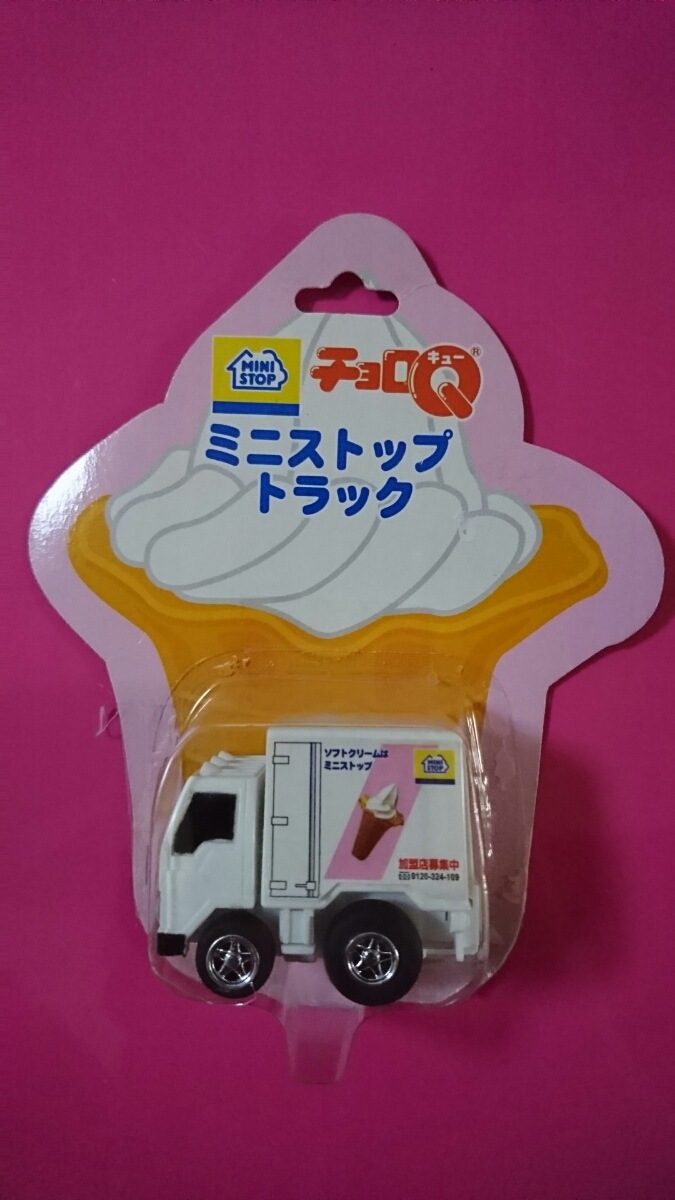 MINI
STOP
チョロQ
キュー
®
ミニストップ
トラック
ソフトクリームは
ミニストップ
MINI
STOP
加盟店募集中
0120-324-109